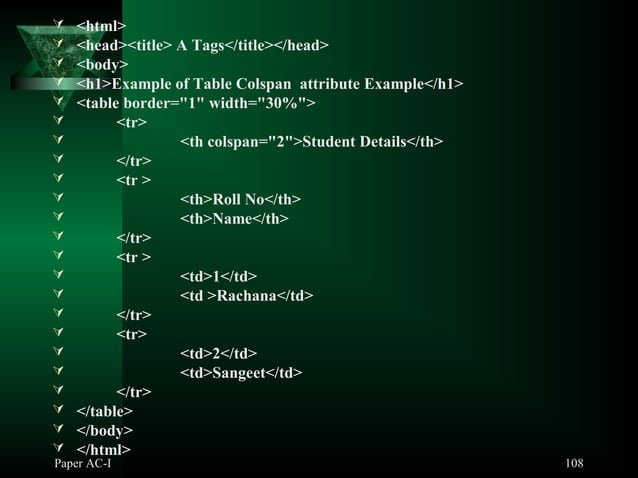 <html>
<head><title> A Tags</title></head>
<body>
<h1>Example of Table Colspan  attribute Example</h1>
<table border="1" width="30%">
<tr>
<th colspan="2">Student Details</th>
</tr>
<tr >
<th>Roll No</th>
<th>Name</th>
</tr>
<tr >
<td>1</td>
<td >Rachana</td>
</tr>
<tr>
<td>2</td>
<td>Sangeet</td>
</tr>
</table>
</body>
</html>
Paper AC-I 108